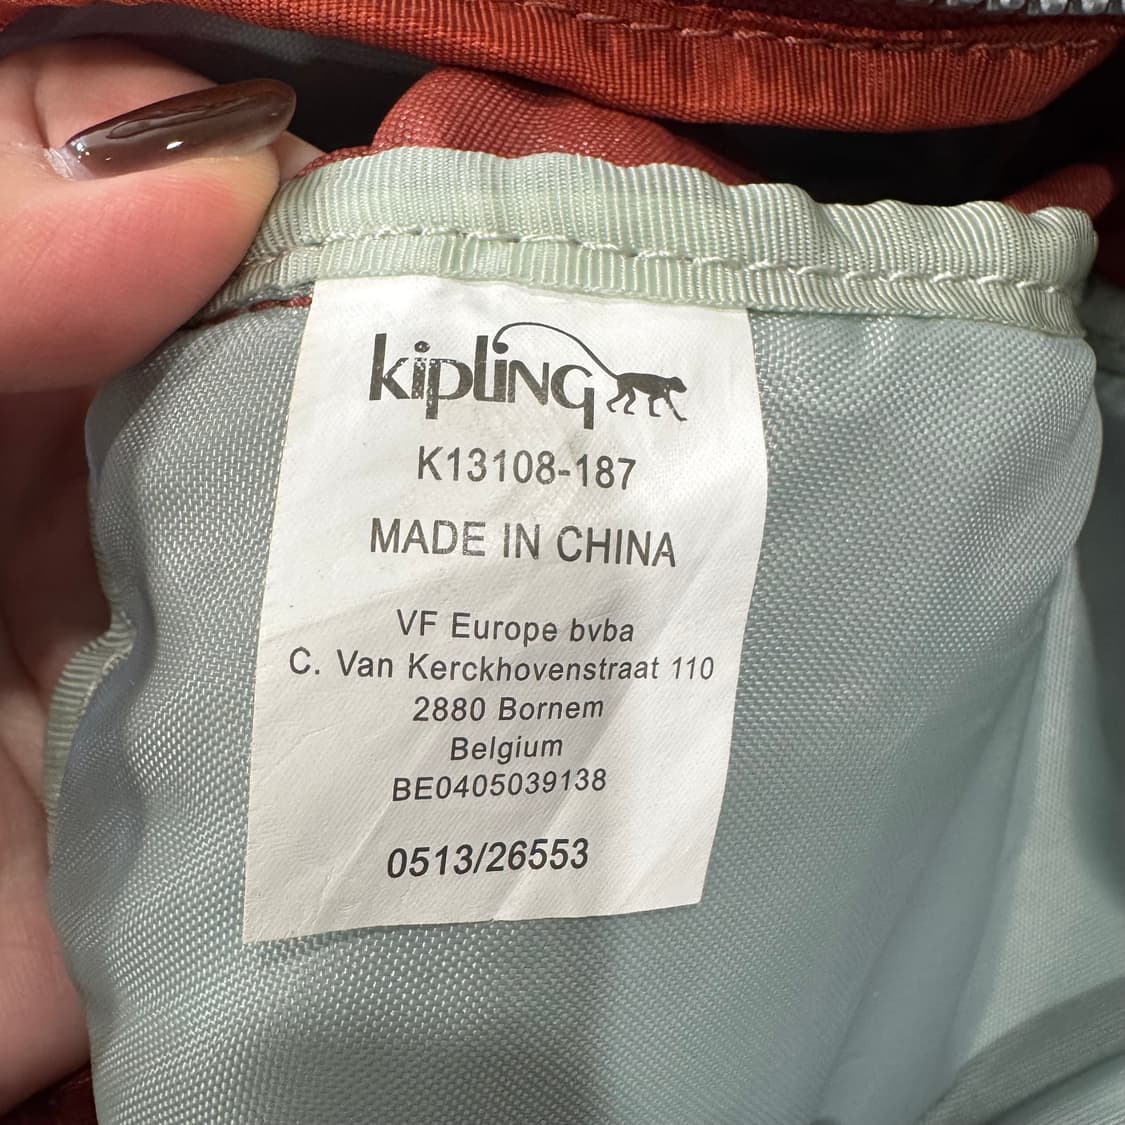 kipling
K13108-187
MADE IN CHINA
VF Europe bvba
C. Van Kerckhovenstraat 110
2880 Bornem
Belgium
BE0405039138
0513/26553